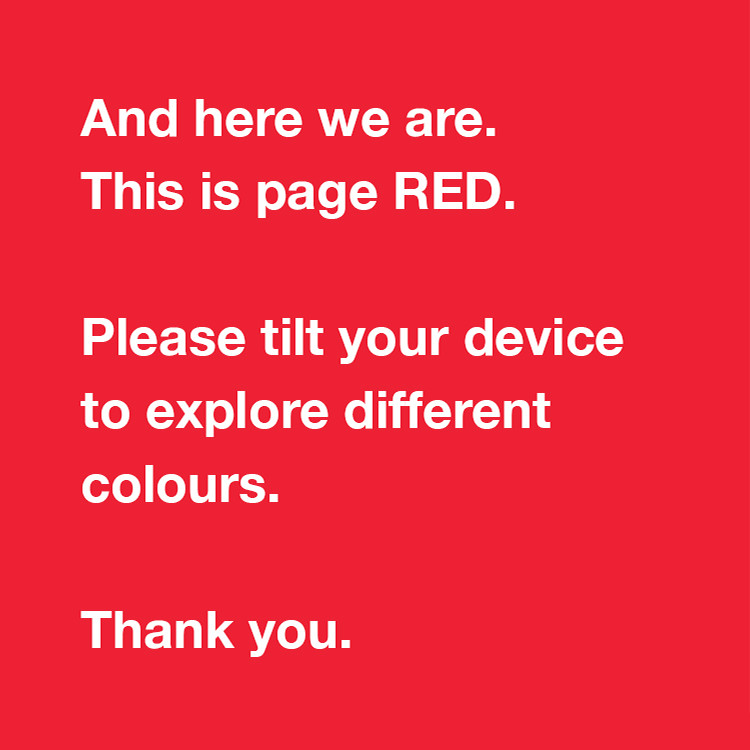 And here we are.
This is page RED.
Please tilt your device
to explore different
colours.
Thank you.